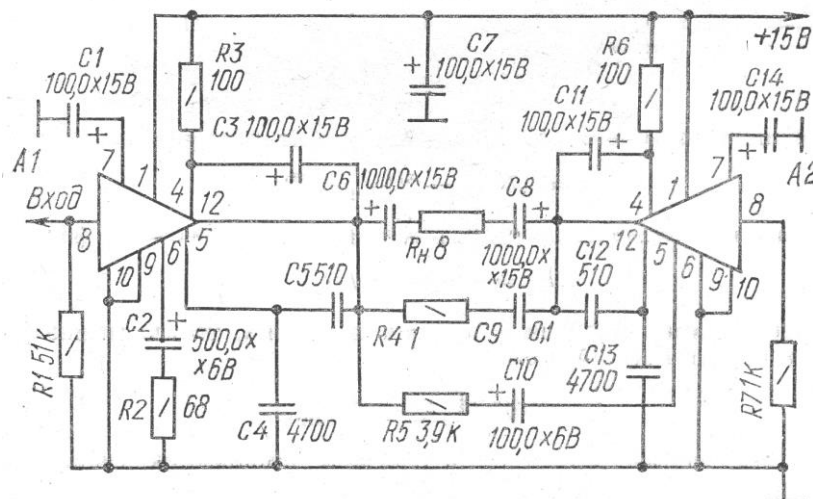 C1
100,0×15В
R3
100
C7
100,0×15В
R6
100
+15В
C14
100,0×15В
C11
100,0×15В
C3 100,0×15В
A1
7
1
4
12
Вход
8
10
9
6
5
C6
1000,0×15В
Rн 8
C8
1000,0×
×15В
4
12
5
6
9
10
1
7
8
A2
C12
510
C5 510
R4 1
C9
0,1
C2
500,0×
×6В
R1 51к
R2
68
C4
4700
R5 3,9к
C10
100,0×6В
C13
4700
R7 1К